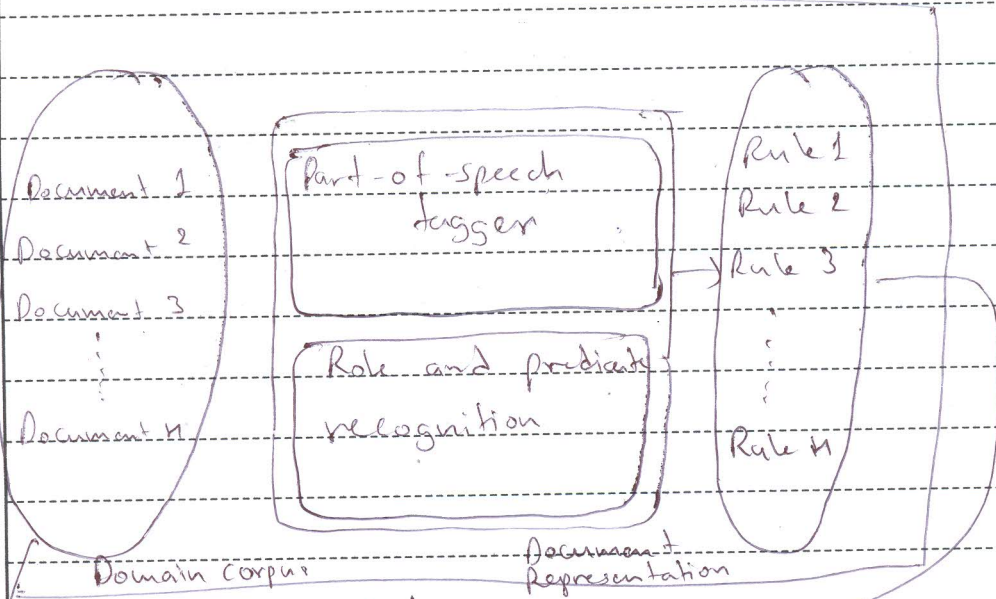 Document 1
Document 2
Document 3
Document n
Domain corpus
Part-of-speech
tagger
Role and predicate
recognition
Rule 1
Rule 2
Rule 3
Rule n
Document
Representation